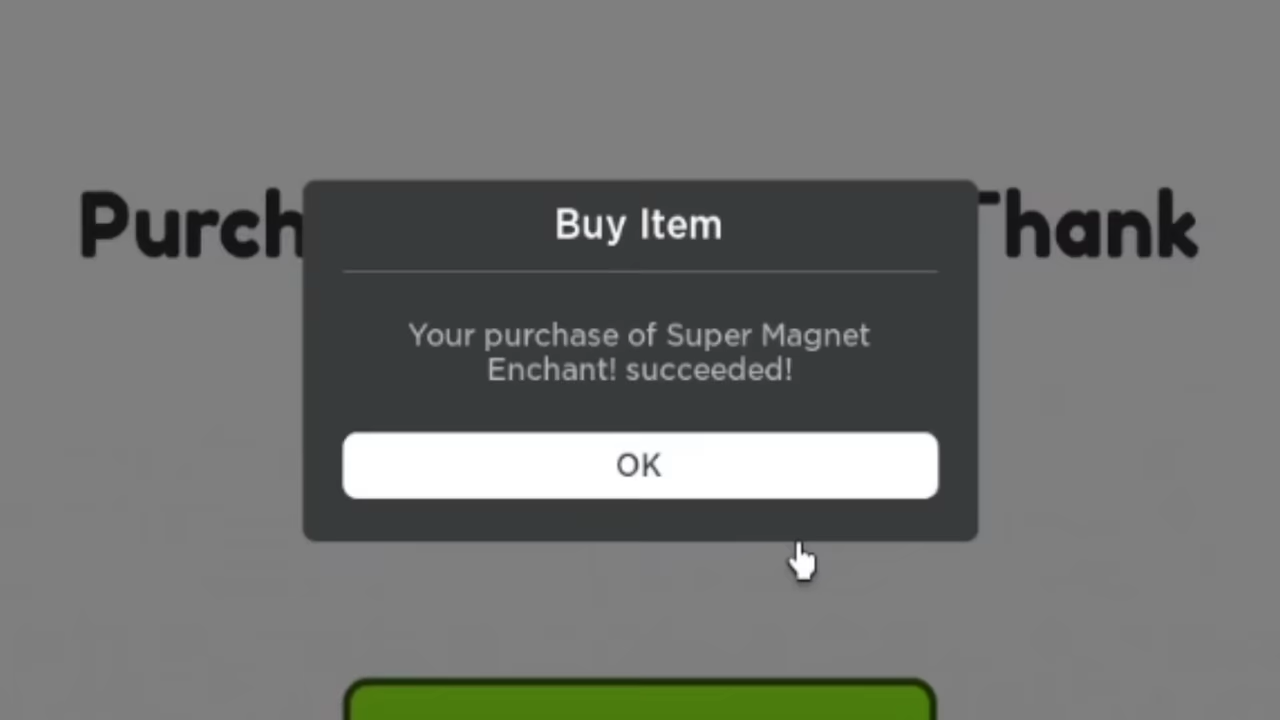 Purch
Thank
Buy Item
Your purchase of Super Magnet
Enchant! succeeded!
OK